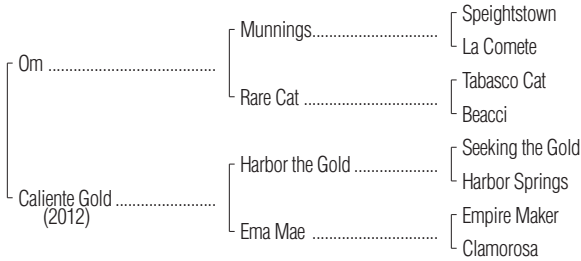 Speightstown
Munnings
La Comete
Om
Tabasco Cat
Rare Cat
Beacci
Seeking the Gold
Harbor the Gold
Harbor Springs
Caliente Gold
(2012)
Empire Maker
Ema Mae
Clamorosa